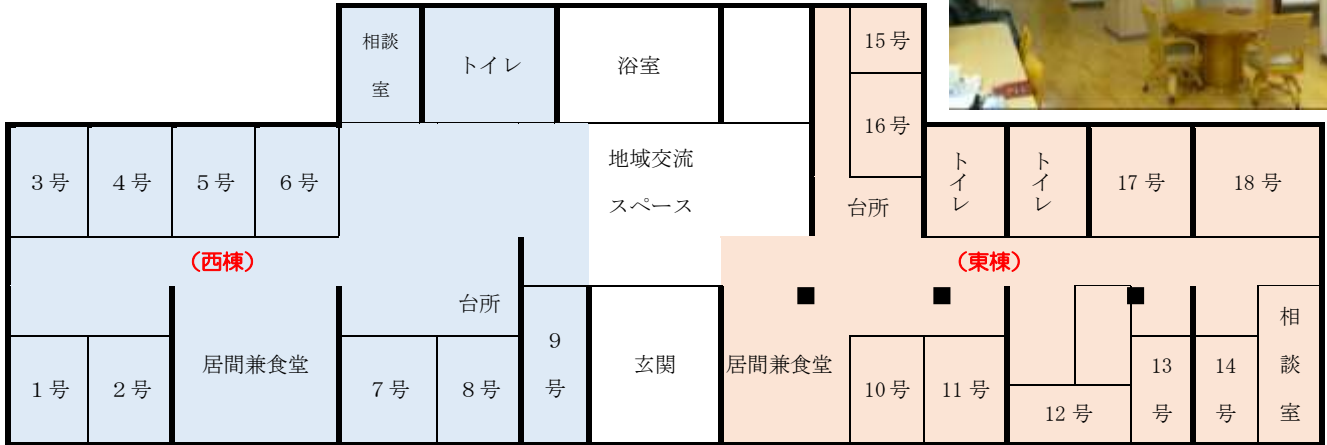 相談
室
トイレ
浴室
15号
16号
3号
4号
5号
6号
地域交流
スペース
台所
トイレ
トイレ
17号
18号
(西棟)
(東棟)
台所
1号
2号
居間兼食堂
7号
8号
9
号
玄関
居間兼食堂
10号
11号
12号
13
号
14
号
相
談
室